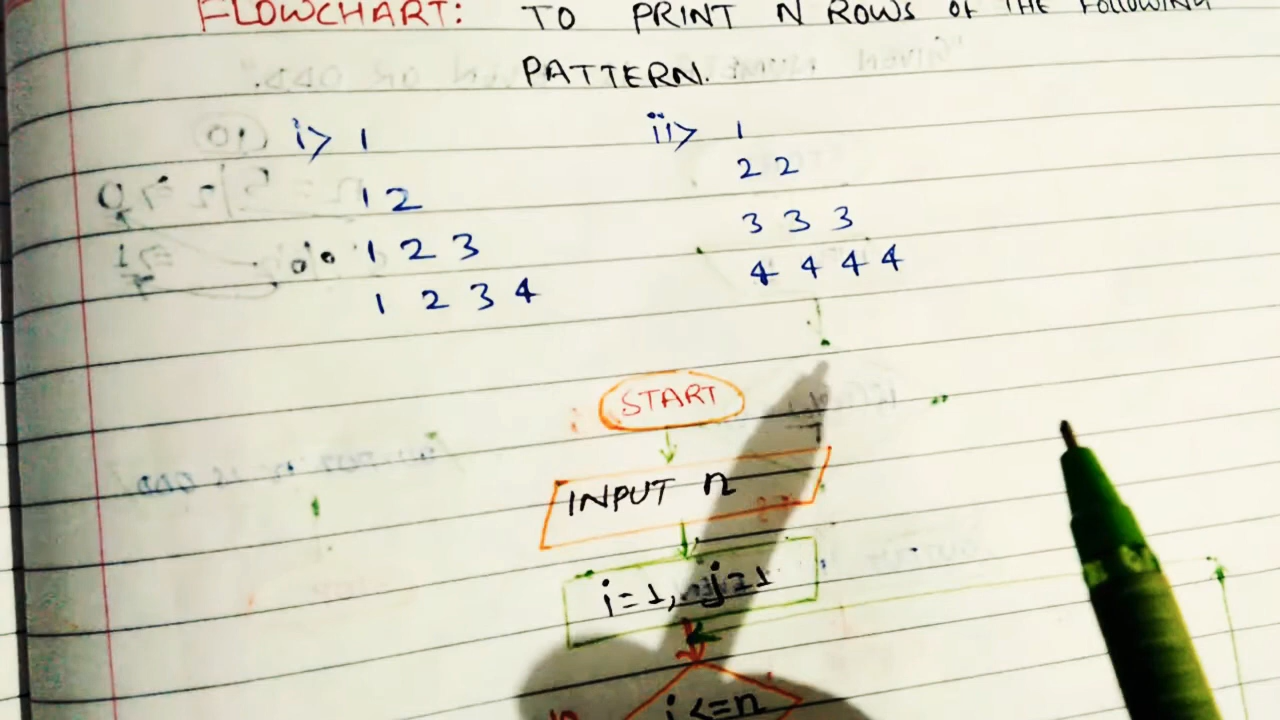 FLOWCHART: TO PRINT N ROWS OF THE FOLLOWING
PATTERN.
i> 1
1 2
1 2 3
1 2 3 4
ii> 1
2 2
3 3 3
4 4 4 4
START
INPUT n
i=1, j=1
i<=n